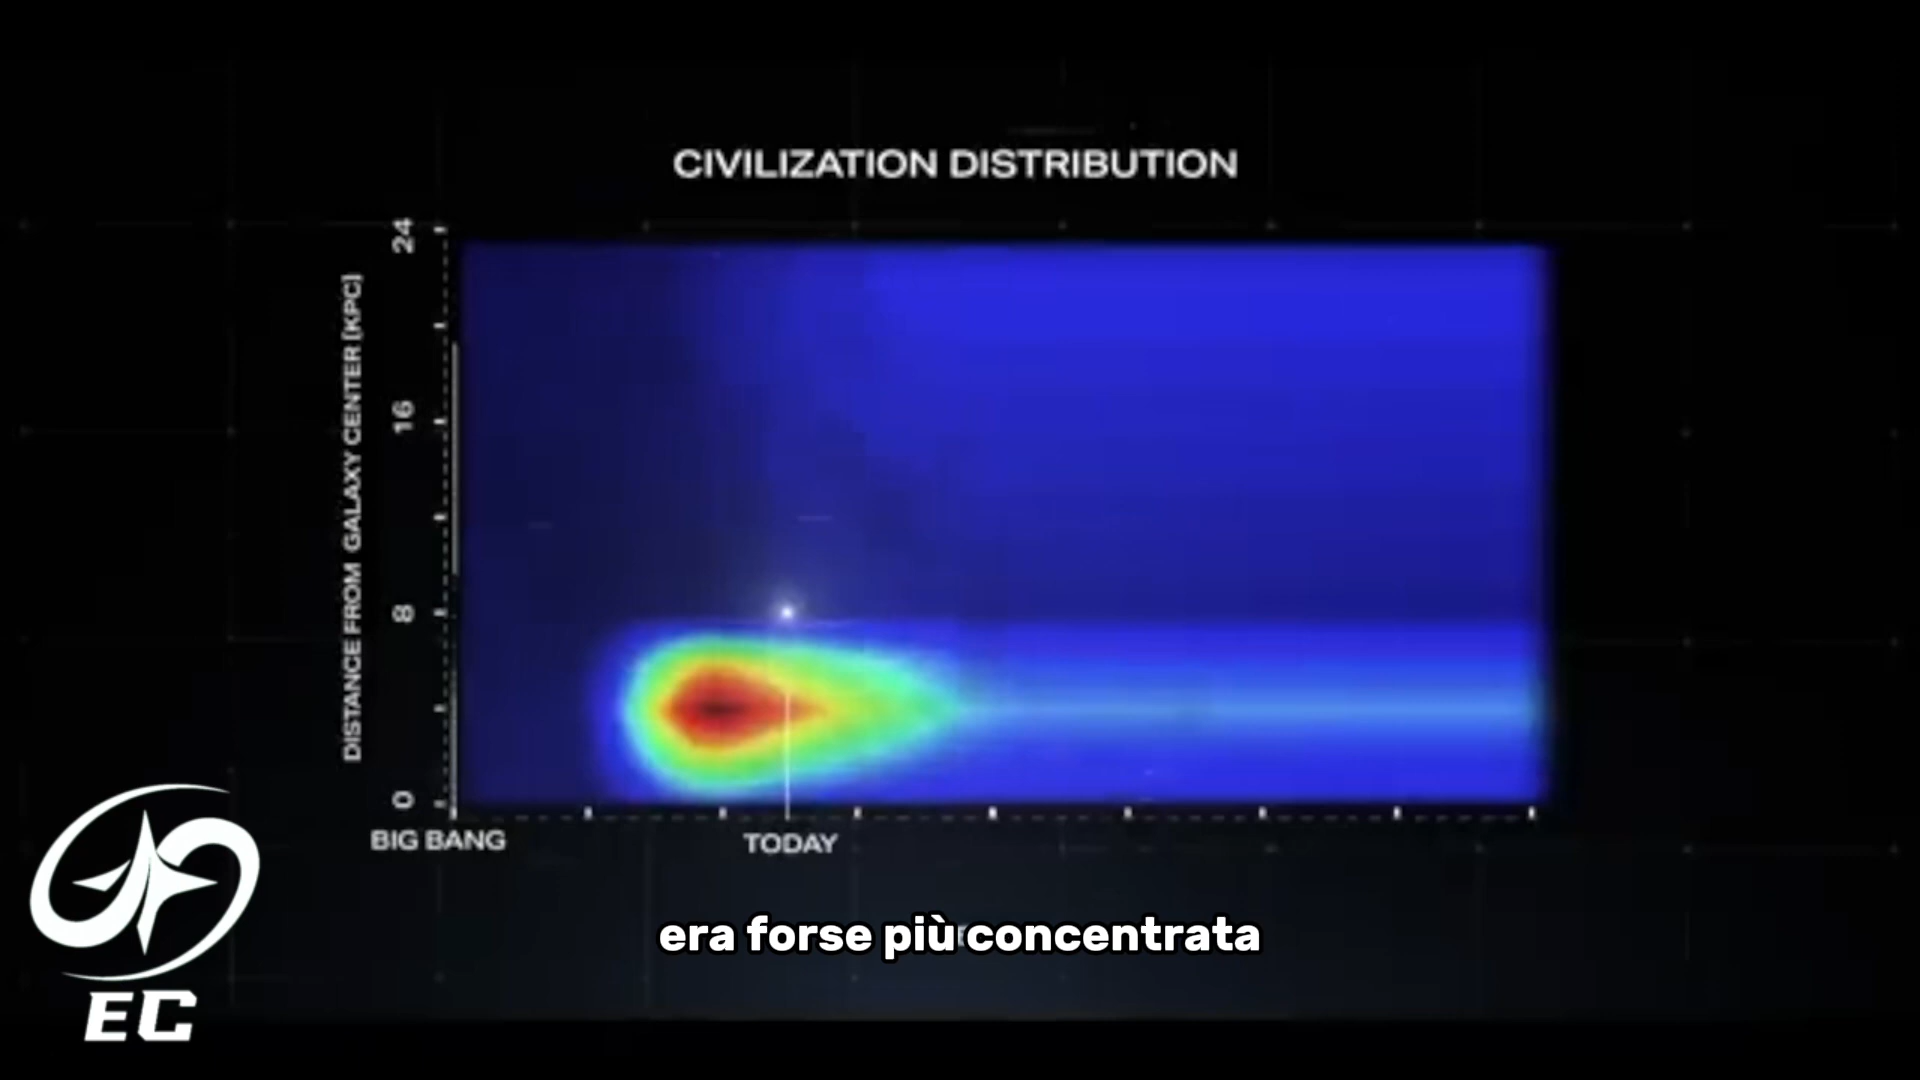 CIVILIZATION DISTRIBUTION
DISTANCE FROM GALAXY CENTER [KPC]
24
16
8
0
BIG BANG
TODAY
era forse più concentrata
EC